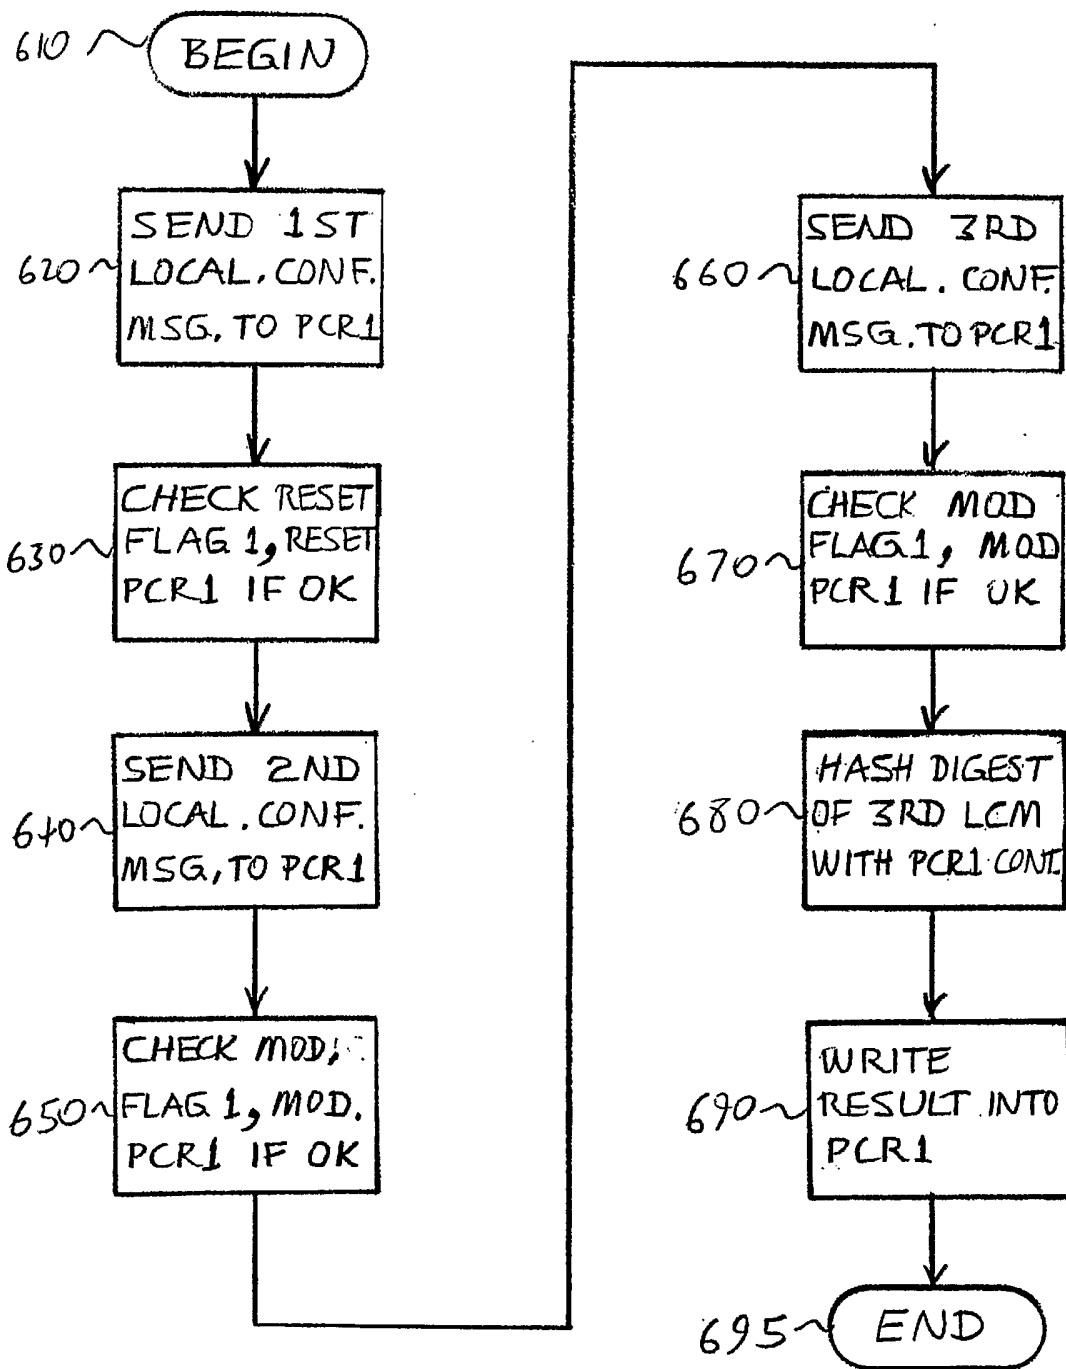 610
BEGIN
SEND 1ST
620
LOCAL. CONF.
MSG. TO PCR1
CHECK RESET
630
FLAG 1, RESET
PCR1 IF OK
SEND 2ND
640
LOCAL. CONF.
MSG, TO PCR1
CHECK MOD.
650
FLAG 1, MOD.
PCR1 IF OK
SEND 3RD
660
LOCAL. CONF.
MSG. TO PCR1
CHECK MOD
670
FLAG1, MOD
PCR1 IF OK
HASH DIGEST
680
OF 3RD LCM
WITH PCR1 CONT.
WRITE
690
RESULT INTO
PCR1
695
END